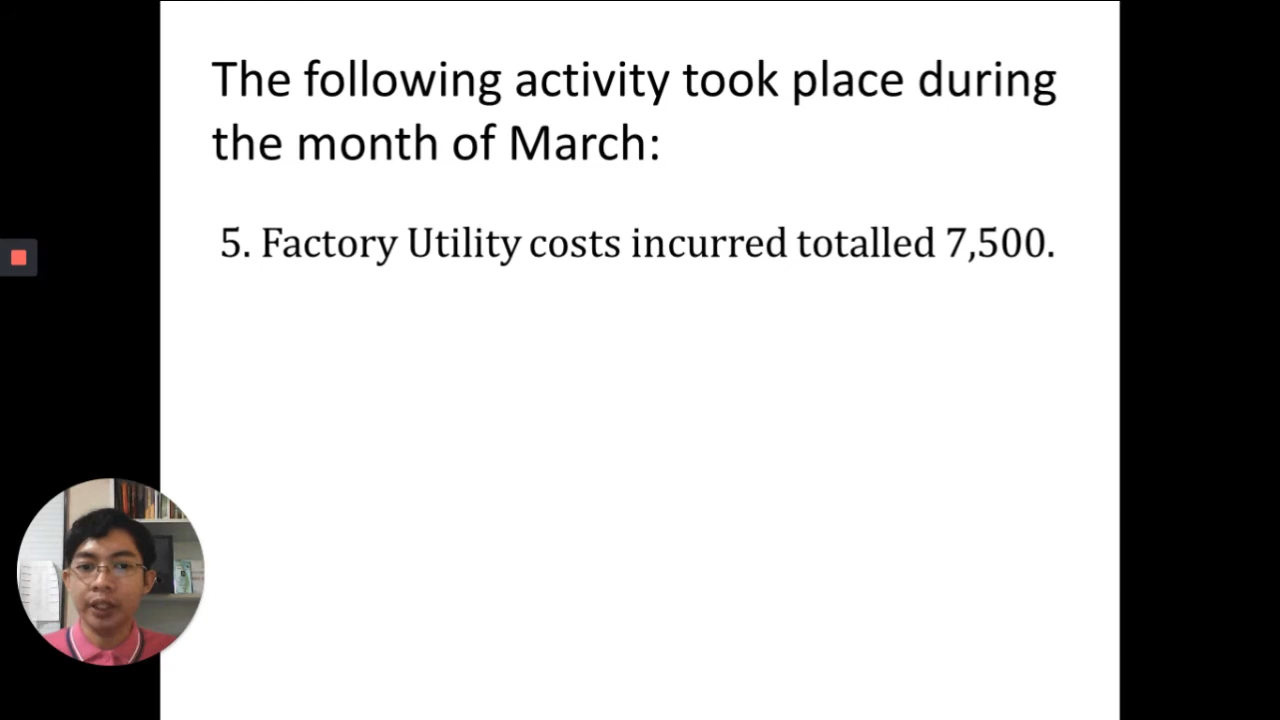 The following activity took place during
the month of March:
5. Factory Utility costs incurred totalled 7,500.